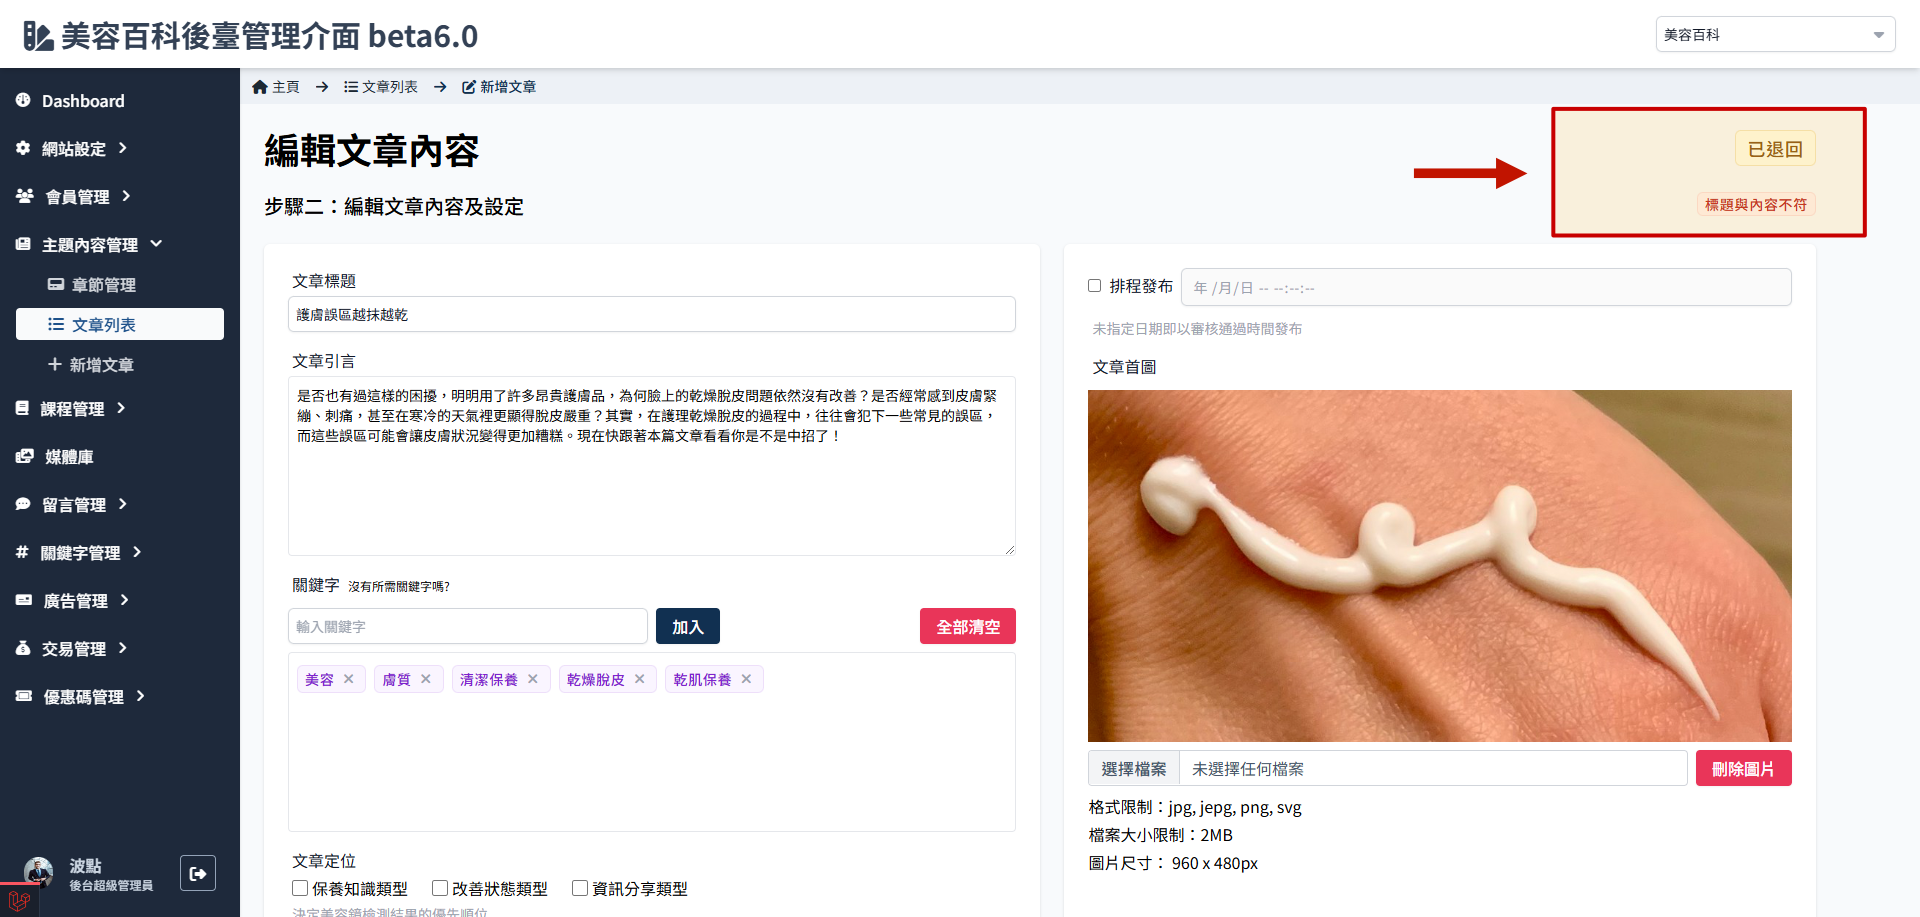 美容百科後臺管理介面 beta6.0
美容百科
Dashboard
網站設定
會員管理
主題內容管理
章節管理
文章列表
新增文章
課程管理
媒體庫
留言管理
關鍵字管理
廣告管理
交易管理
優惠碼管理
波點
後台超級管理員
主頁
文章列表
新增文章
編輯文章內容
步驟二：編輯文章內容及設定
已退回
標題與內容不符
文章標題
護膚誤區越抹越乾
文章引言
是否也有過這樣的困擾，明明用了許多昂貴護膚品，為何臉上的乾燥脫皮問題依然沒有改善？是否經常感到皮膚緊
繃、刺痛，甚至在寒冷的天氣裡更顯得脫皮嚴重？其實，在護理乾燥脫皮的過程中，往往會犯下一些常見的誤區，
而這些誤區可能會讓皮膚狀況變得更加糟糕。現在快跟著本篇文章看看你是不是中招了！
關鍵字 沒有所需關鍵字嗎?
輸入關鍵字
加入
全部清空
美容 ×
膚質 ×
清潔保養 ×
乾燥脫皮 ×
乾肌保養 ×
文章定位
保養知識類型
改善狀態類型
資訊分享類型
決定美容鏡檢測結果的優先順位
排程發布
年 /月/日 -- --:--:--
未指定日期即以審核通過時間發布
文章首圖
選擇檔案
未選擇任何檔案
刪除圖片
格式限制：jpg, jepg, png, svg
檔案大小限制：2MB
圖片尺寸： 960 x 480px